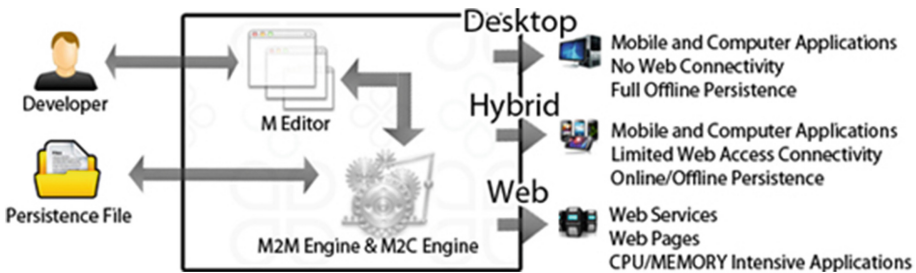 Developer
Persistence File
M Editor
M2M Engine & M2C Engine
Desktop
Mobile and Computer Applications
No Web Connectivity
Full Offline Persistence
Hybrid
Mobile and Computer Applications
Limited Web Access Connectivity
Online/Offline Persistence
Web
Web Services
Web Pages
CPU/MEMORY Intensive Applications